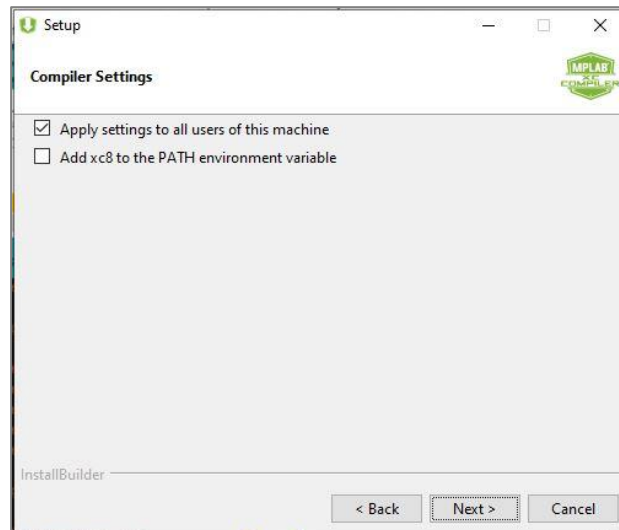 Setup
Compiler Settings
MPLAB
XC
COMPILER
Apply settings to all users of this machine
Add xc8 to the PATH environment variable
InstallBuilder
< Back
Next >
Cancel